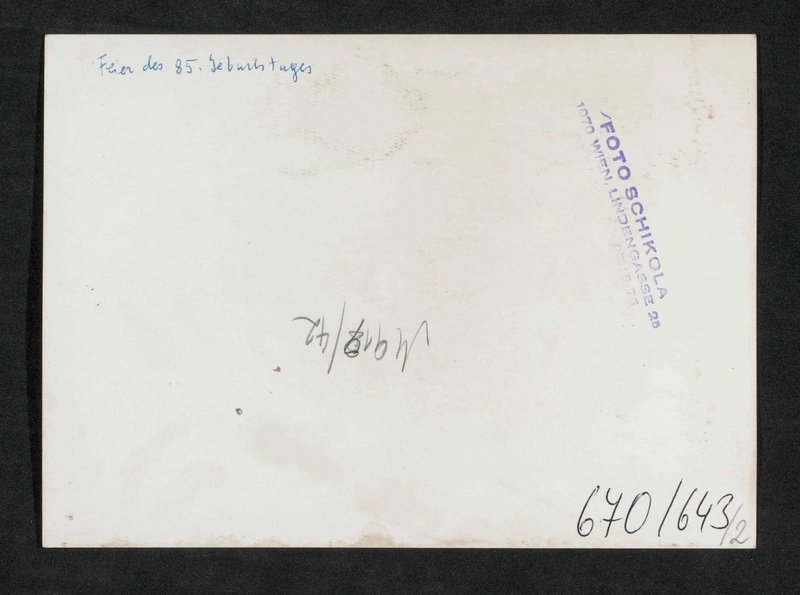 Feier des 85. Geburtstages
FOTO SCHIKOLA
1070 WIEN, LINDENGASSE 25
670/643/2